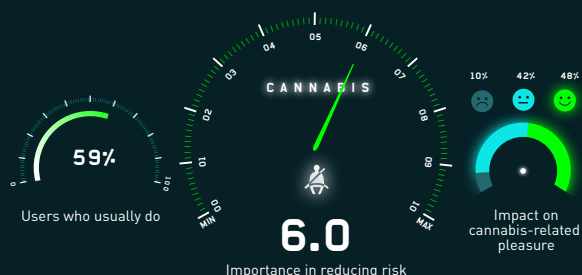 05
04
06
03
07
02
08
01
09
00
10
MIN
MAX
CANNABIS
6.0
Importance in reducing risk
59%
0
100
Users who usually do
10%
42%
48%
Impact on
cannabis-related
pleasure